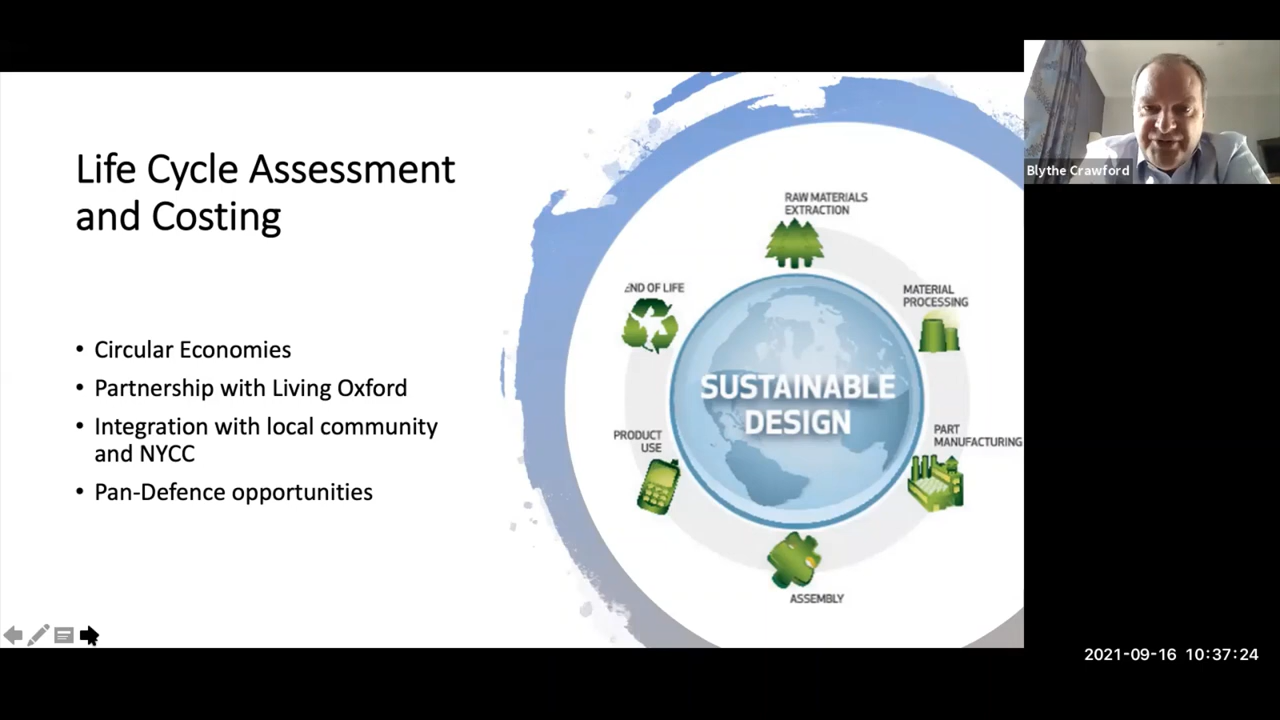 Life Cycle Assessment
and Costing
• Circular Economies
• Partnership with Living Oxford
• Integration with local community
and NYCC
• Pan-Defence opportunities
RAW MATERIALS
EXTRACTION
MATERIAL
PROCESSING
PART
MANUFACTURING
ASSEMBLY
PRODUCT
USE
END OF LIFE
SUSTAINABLE
DESIGN
Blythe Crawford
2021-09-16 10:37:24